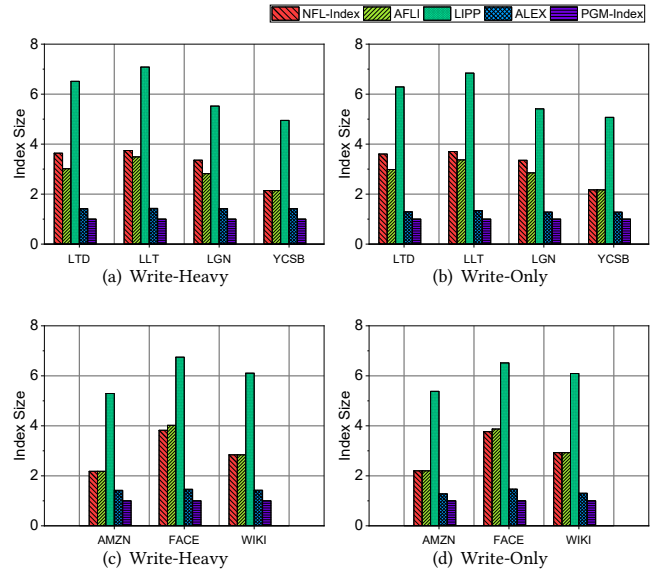 NFL-Index AFLI LIPP ALEX PGM-Index
8
6
4
2
0
Index Size
LTD LLT LGN YCSB
(a) Write-Heavy
8
6
4
2
0
Index Size
LTD LLT LGN YCSB
(b) Write-Only
8
6
4
2
0
Index Size
AMZN FACE WIKI
(c) Write-Heavy
8
6
4
2
0
Index Size
AMZN FACE WIKI
(d) Write-Only